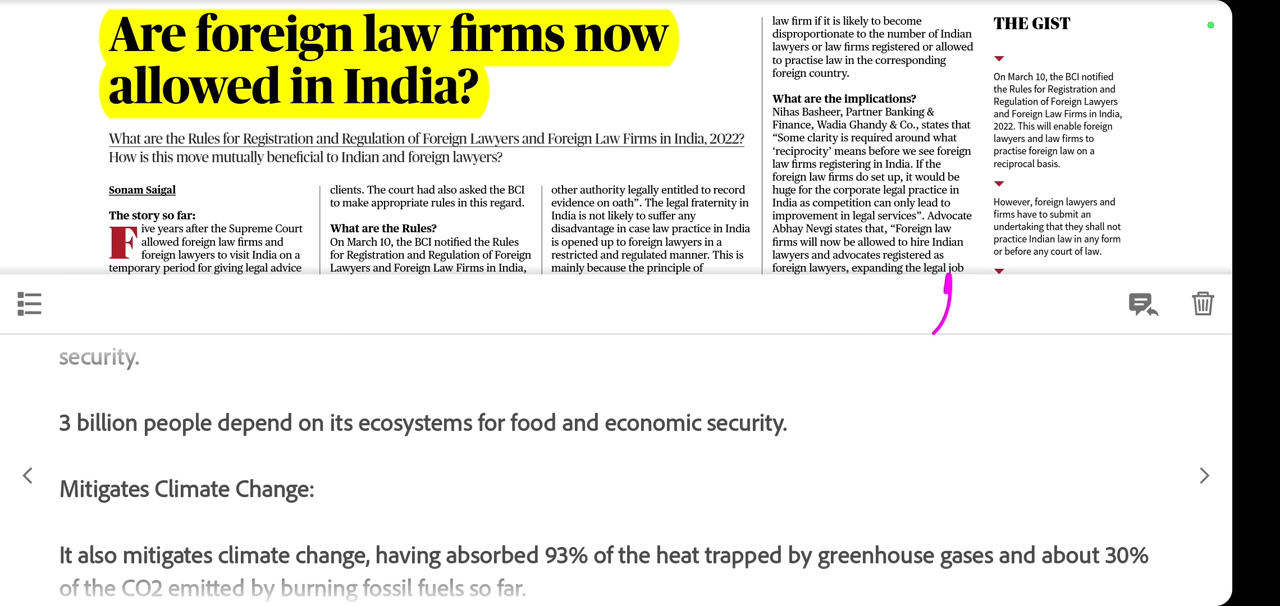 Are foreign law firms now
allowed in India?
What are the Rules for Registration and Regulation of Foreign Lawyers and Foreign Law Firms in India, 2022?
How is this move mutually beneficial to Indian and foreign lawyers?
Sonam Saigal
The story so far:
Five years after the Supreme Court
allowed foreign law firms and
foreign lawyers to visit India on a
temporary period for giving legal advice
clients. The court had also asked the BCI
to make appropriate rules in this regard.
What are the Rules?
On March 10, the BCI notified the Rules
for Registration and Regulation of Foreign
Lawyers and Foreign Law Firms in India,
other authority legally entitled to record
evidence on oath”. The legal fraternity in
India is not likely to suffer any
disadvantage in case law practice in India
is opened up to foreign lawyers in a
restricted and regulated manner. This is
mainly because the principle of
law firm if it is likely to become
disproportionate to the number of Indian
lawyers or law firms registered or allowed
to practise law in the corresponding
foreign country.
What are the implications?
Nihas Basheer, Partner Banking &
Finance, Wadia Ghandy & Co., states that
“Some clarity is required around what
‘reciprocity’ means before we see foreign
law firms registering in India. If the
foreign law firms do set up, it would be
huge for the corporate legal practice in
India as competition can only lead to
improvement in legal services”. Advocate
Abhay Nevgi states that, “Foreign law
firms will now be allowed to hire Indian
lawyers and advocates registered as
foreign lawyers, expanding the legal job
THE GIST
On March 10, the BCI notified
the Rules for Registration and
Regulation of Foreign Lawyers
and Foreign Law Firms in India,
2022. This will enable foreign
lawyers and law firms to
practise foreign law on a
reciprocal basis.
However, foreign lawyers and
firms have to submit an
undertaking that they shall not
practice Indian law in any form
or before any court of law.
security.
3 billion people depend on its ecosystems for food and economic security.
Mitigates Climate Change:
It also mitigates climate change, having absorbed 93% of the heat trapped by greenhouse gases and about 30%
of the CO2 emitted by burning fossil fuels so far.